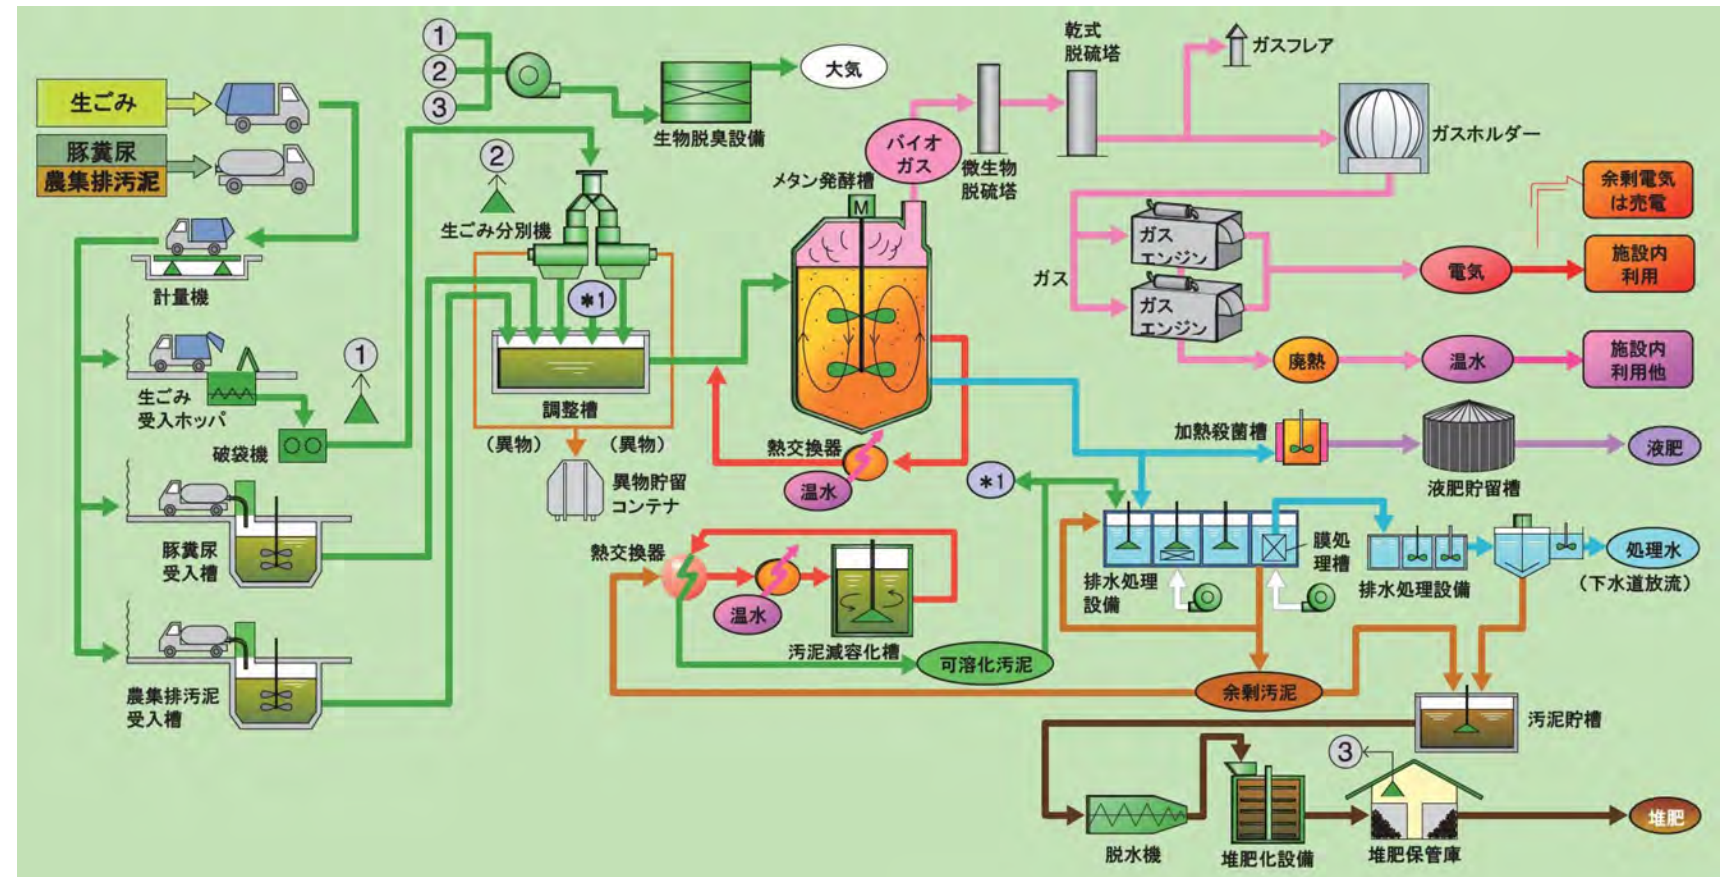 生ごみ
豚糞尿
農集排汚泥
計量機
生ごみ
受入ホッパ
破袋機
①
豚糞尿
受入槽
農集排汚泥
受入槽
①
②
③
生物脱臭設備
大気
②
生ごみ分別機
*1
調整槽
(異物)
(異物)
異物貯留
コンテナ
メタン発酵槽
M
バイオ
ガス
微生物
脱硫塔
乾式
脱硫塔
ガスフレア
ガスホルダー
ガス
ガス
エンジン
ガス
エンジン
電気
余剰電気
は売電
施設内
利用
廃熱
温水
施設内
利用他
熱交換器
温水
加熱殺菌槽
液肥貯留槽
液肥
*1
熱交換器
温水
汚泥減容化槽
可溶化汚泥
排水処理
設備
膜処
理槽
排水処理設備
処理水
(下水道放流)
余剰汚泥
汚泥貯槽
脱水機
堆肥化設備
③
堆肥保管庫
堆肥